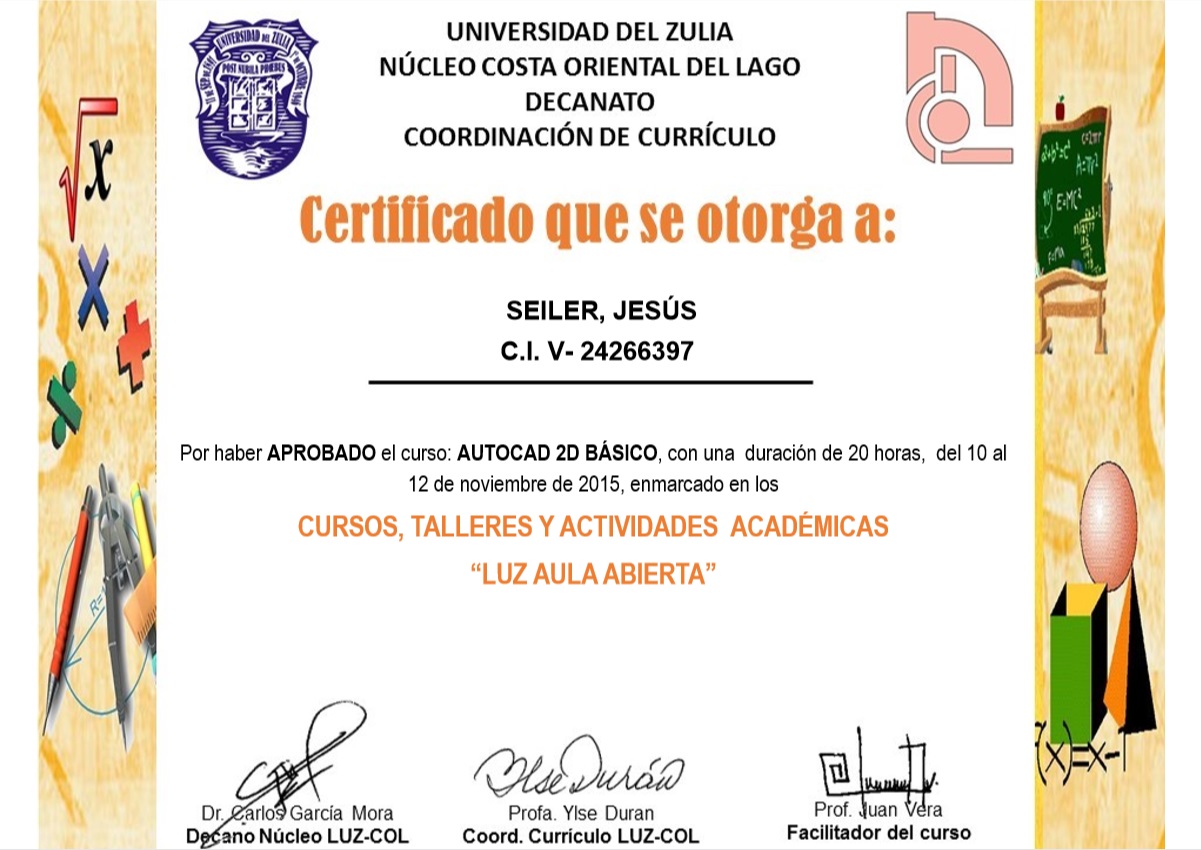 UNIVERSIDAD DEL ZULIA
NÚCLEO COSTA ORIENTAL DEL LAGO
DECANATO
COORDINACIÓN DE CURRÍCULO
UNIVERSIDAD DEL ZULIA
POST NUBILA PHOEBUS
Certificado que se otorga a:
SEILER, JESÚS
C.I. V- 24266397
Por haber APROBADO el curso: AUTOCAD 2D BÁSICO, con una duración de 20 horas, del 10 al
12 de noviembre de 2015, enmarcado en los
CURSOS, TALLERES Y ACTIVIDADES ACADÉMICAS
“LUZ AULA ABIERTA”
√x
E=MC²
Ylse Durán
(x)=x-1
Dr. Carlos García Mora
Decano Núcleo LUZ-COL
Profa. Ylse Duran
Coord. Currículo LUZ-COL
Prof. Juan Vera
Facilitador del curso